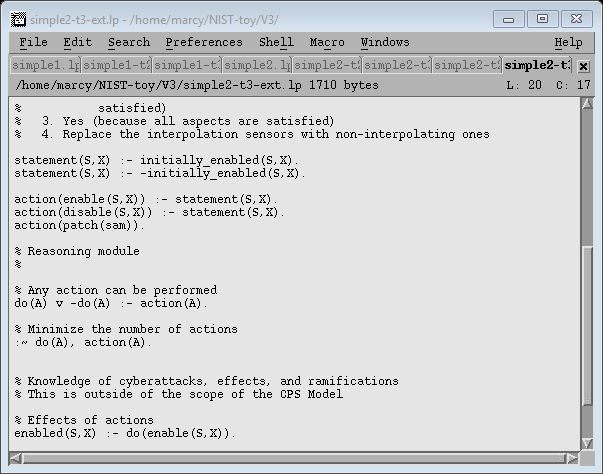 simple2-t3-ext.lp - /home/marcy/NIST-toy/V3/
File Edit Search Preferences Shell Macro Windows Help
simple1.lp simple1-t2 simple1-t3 simple2.lp simple2-t2 simple2-t2 simple2-t3 simple2-t3
/home/marcy/NIST-toy/V3/simple2-t3-ext.lp 1710 bytes L: 20 C: 17
% satisfied)
% 3. Yes (because all aspects are satisfied)
% 4. Replace the interpolation sensors with non-interpolating ones
statement(S,X) :- initially_enabled(S,X).
statement(S,X) :- -initially_enabled(S,X).
action(enable(S,X)) :- statement(S,X).
action(disable(S,X)) :- statement(S,X).
action(patch(sam)).
% Reasoning module
%
% Any action can be performed
do(A) v -do(A) :- action(A).
% Minimize the number of actions
:~ do(A), action(A).
% Knowledge of cyberattacks, effects, and ramifications
% This is outside of the scope of the CPS Model
% Effects of actions
enabled(S,X) :- do(enable(S,X)).